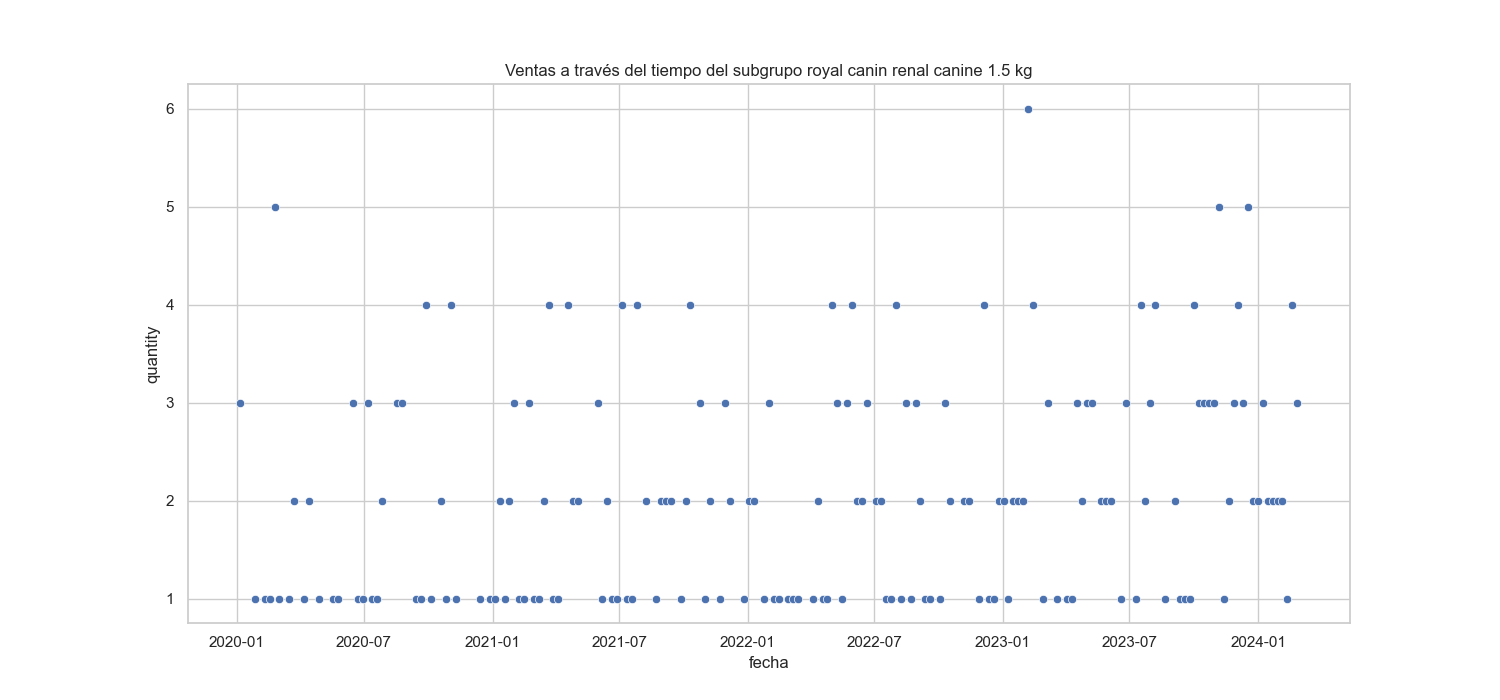 Ventas a través del tiempo del subgrupo royal canin renal canine 1.5 kg
6
5
4
3
2
1
quantity
2020-01 2020-07 2021-01 2021-07 2022-01 2022-07 2023-01 2023-07 2024-01
fecha